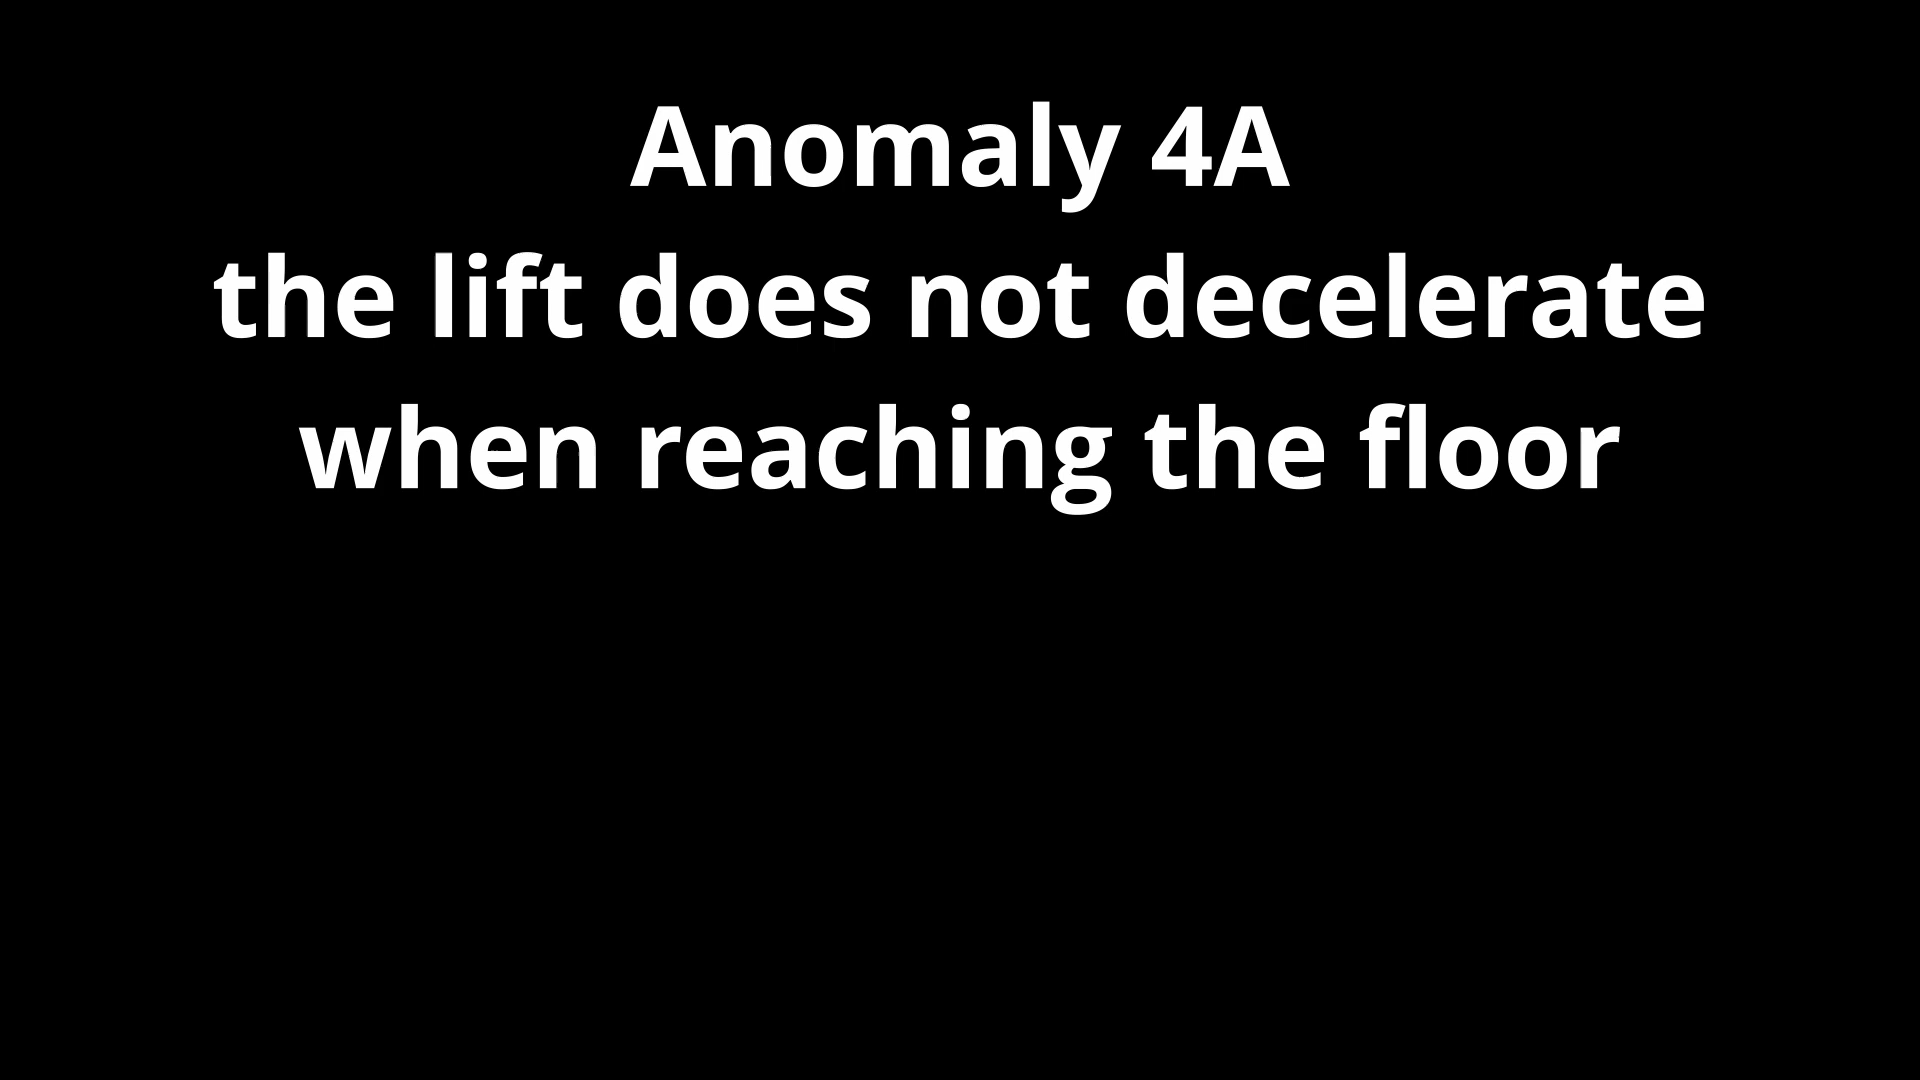 Anomaly 4A
the lift does not decelerate
when reaching the floor